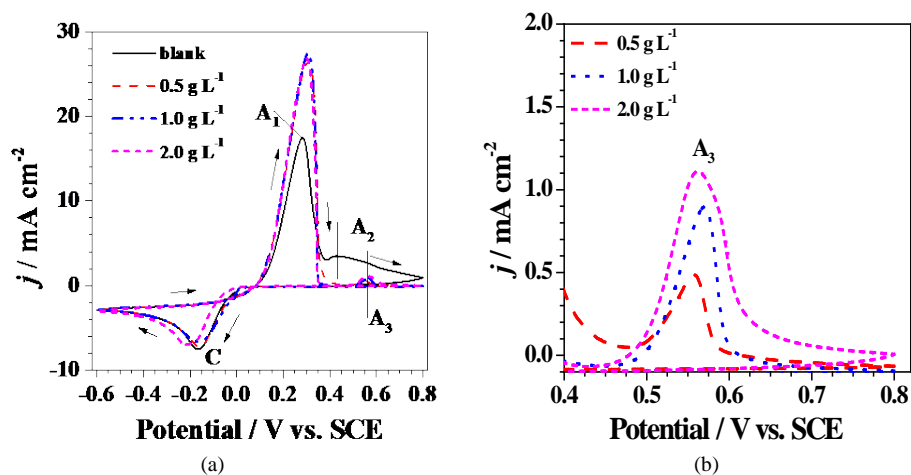 30
20
10
0
-10
j / mA cm⁻²
blank
0.5 g L⁻¹
1.0 g L⁻¹
2.0 g L⁻¹
A₁
A₂
A₃
C
-0.6 -0.4 -0.2 0.0 0.2 0.4 0.6 0.8
Potential / V vs. SCE
(a)
2.0
1.5
1.0
0.5
0.0
j / mA cm⁻²
0.5 g L⁻¹
1.0 g L⁻¹
2.0 g L⁻¹
A₃
0.4 0.5 0.6 0.7 0.8
Potential / V vs. SCE
(b)